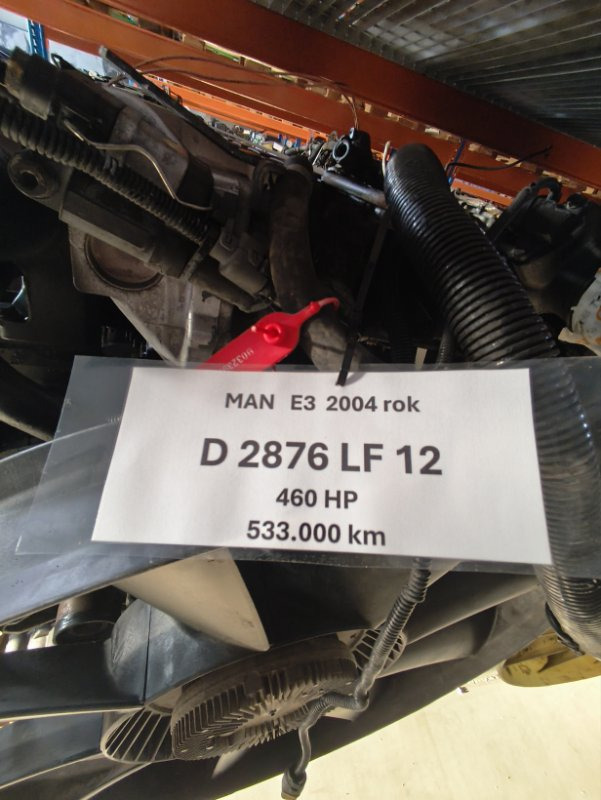 MAN E3 2004 rok
D 2876 LF 12
460 HP
533.000 km